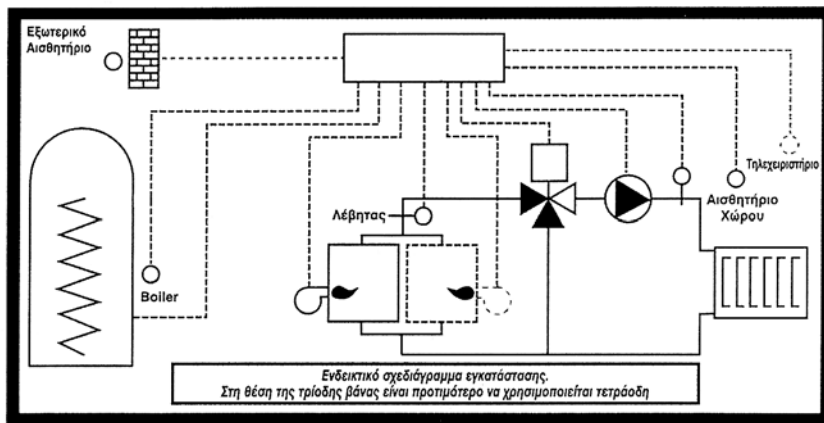 Εξωτερικό
Αισθητήριο
Τηλεχειριστήριο
Αισθητήριο
Χώρου
Λέβητας
Boiler
Ενδεικτικό σχεδιάγραμμα εγκατάστασης.
Στη θέση της τρίοδης βάνας είναι προτιμότερο να χρησιμοποιείται τετράοδη